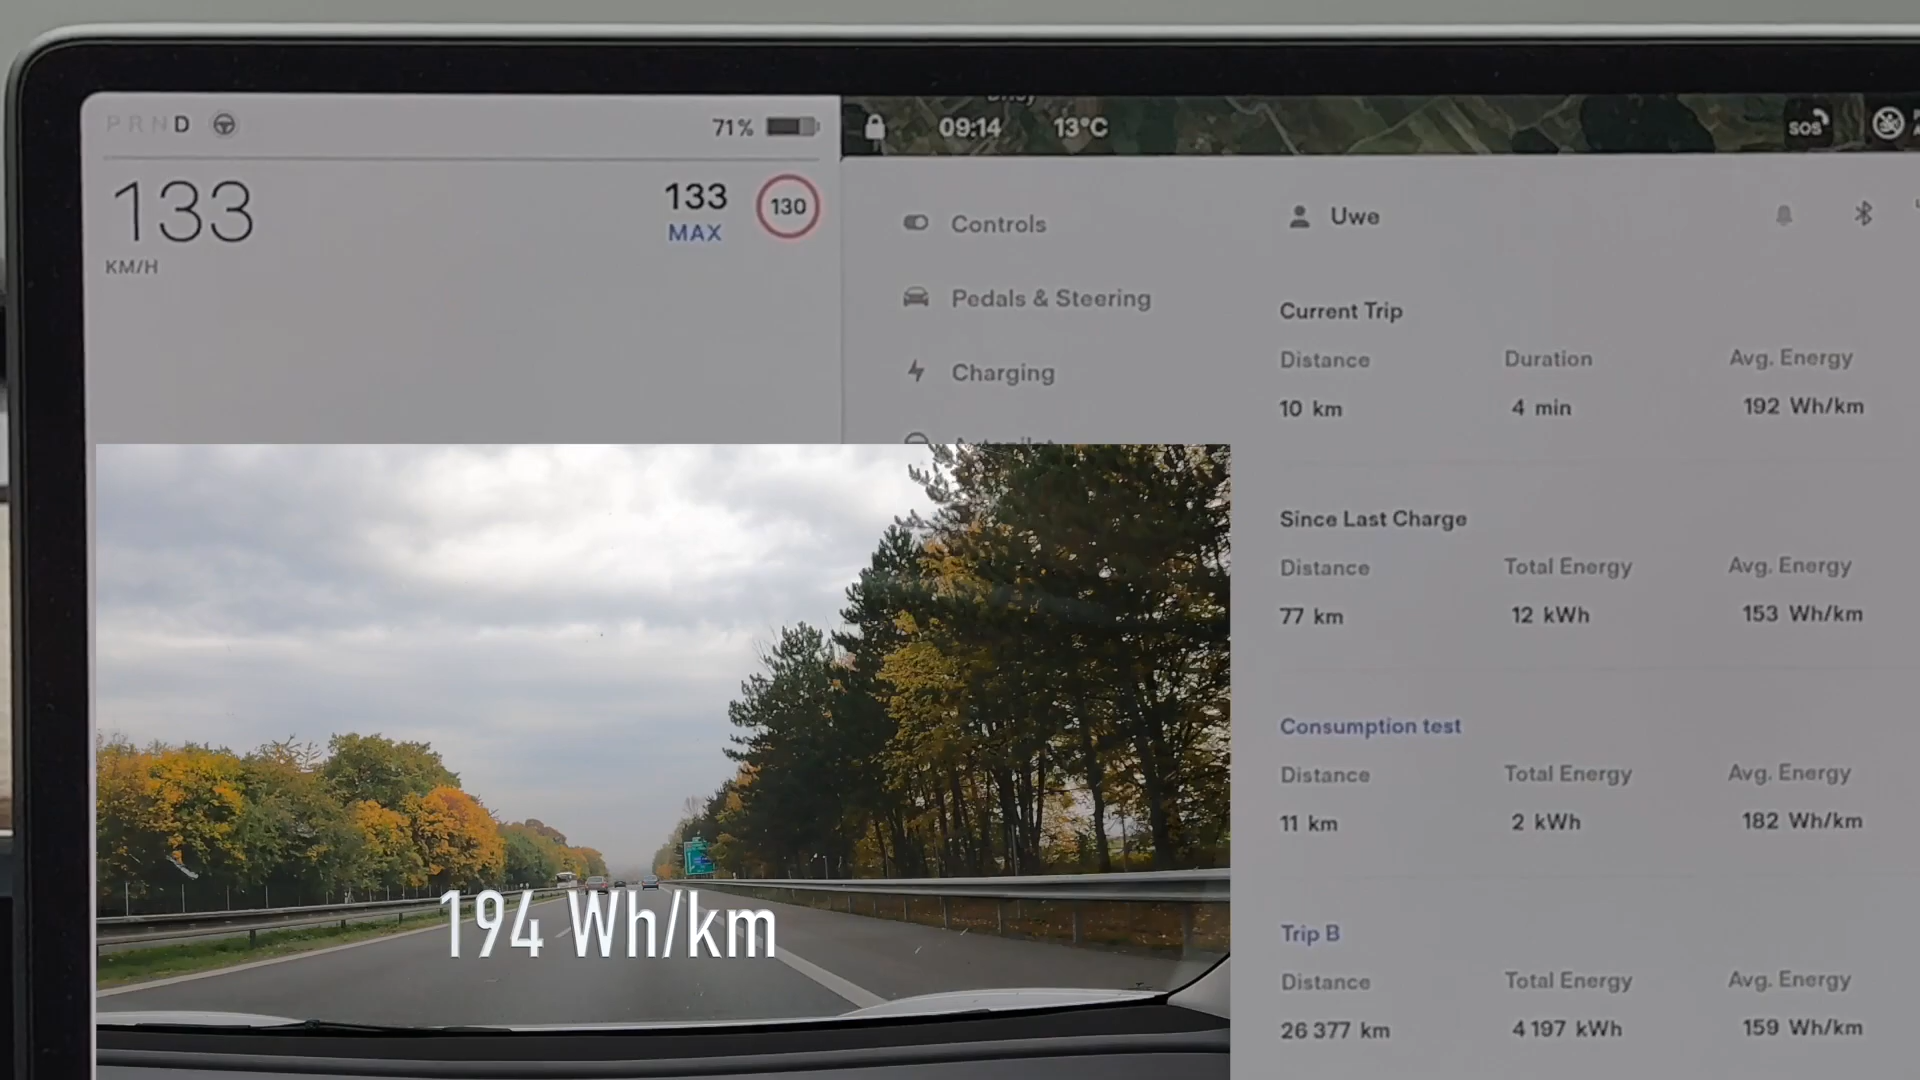 PRND
71%
09:14
13°C
SOS
133
KM/H
133
MAX
130
Controls
Pedals & Steering
Charging
Uwe
Current Trip
Distance Duration Avg. Energy
10 km 4 min 192 Wh/km
Since Last Charge
Distance Total Energy Avg. Energy
77 km 12 kWh 153 Wh/km
Consumption test
Distance Total Energy Avg. Energy
11 km 2 kWh 182 Wh/km
Trip B
Distance Total Energy Avg. Energy
26 377 km 4 197 kWh 159 Wh/km
194 Wh/km